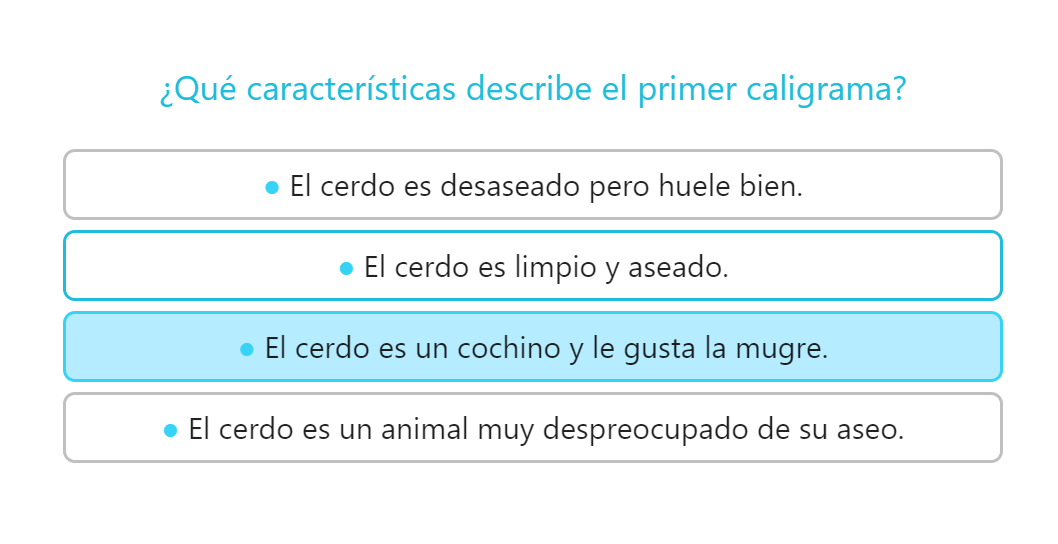 ¿Qué características describe el primer caligrama?
● El cerdo es desaseado pero huele bien.
● El cerdo es limpio y aseado.
● El cerdo es un cochino y le gusta la mugre.
● El cerdo es un animal muy despreocupado de su aseo.